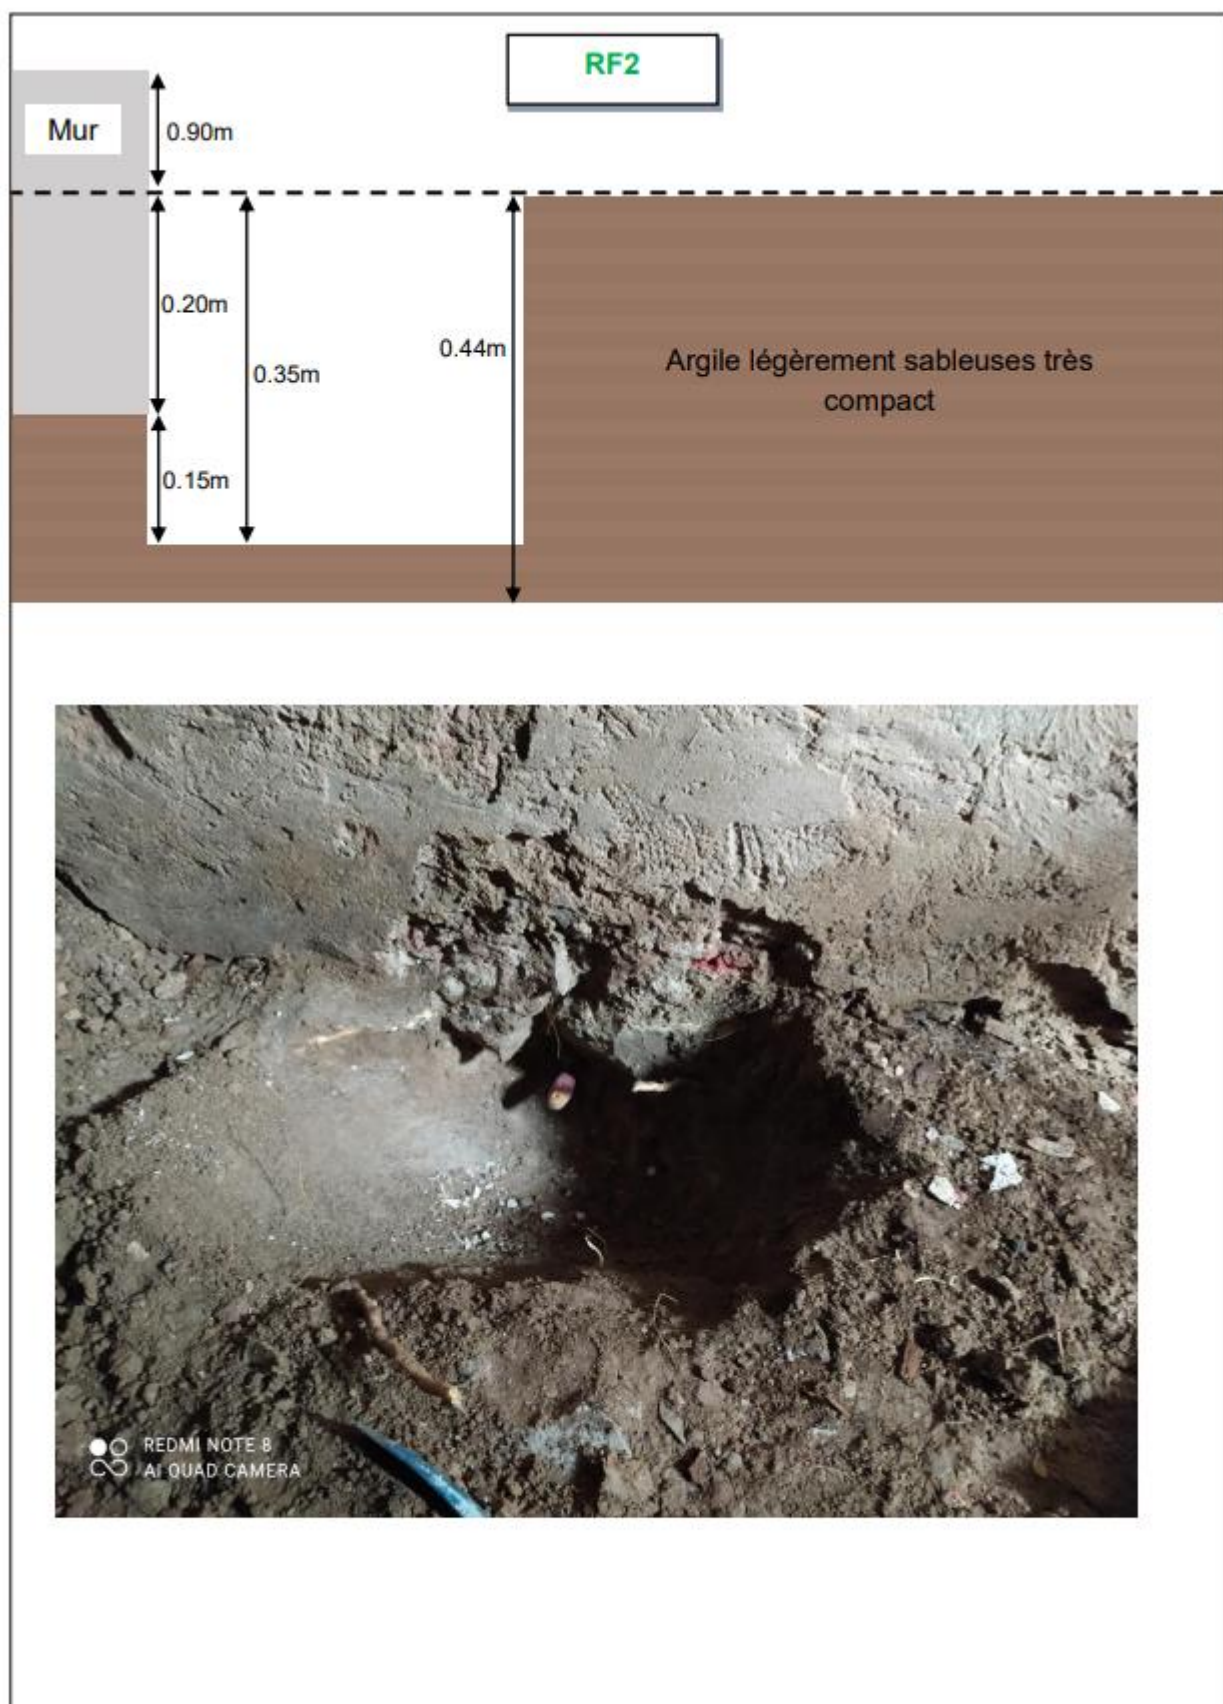 RF2
Mur
0.90m
0.20m
0.35m
0.44m
0.15m
Argile légèrement sableuses très
compact
REDMI NOTE 8
AI QUAD CAMERA